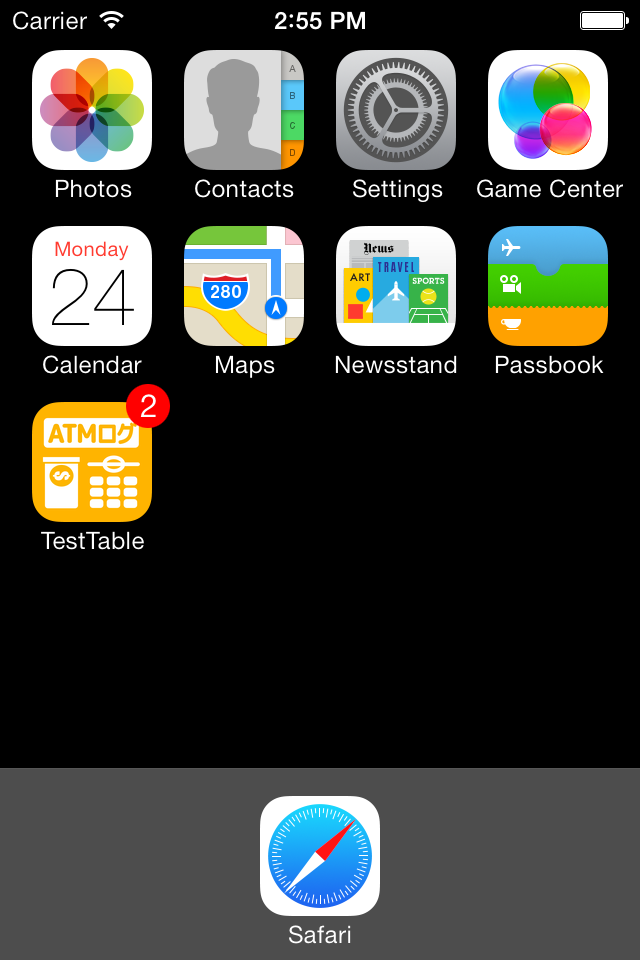 Carrier
2:55 PM
A
B
C
D
Photos
Contacts
Settings
Game Center
Monday
24
280
News
ART
TRAVEL
SPORTS
Calendar
Maps
Newsstand
Passbook
2
ATMログ
$
TestTable
Safari